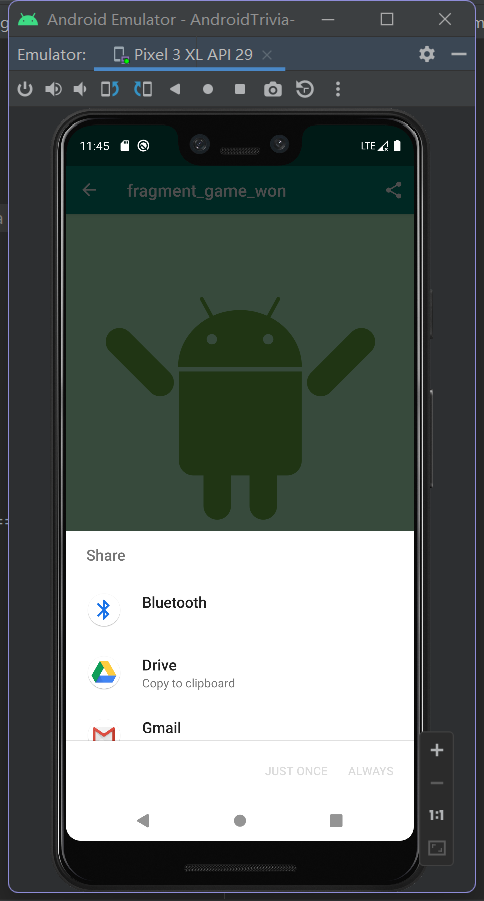 Android Emulator - AndroidTrivia-
Emulator: Pixel 3 XL API 29
11:45 LTE
fragment_game_won
Share
Bluetooth
Drive
Copy to clipboard
Gmail
JUST ONCE ALWAYS
1:1